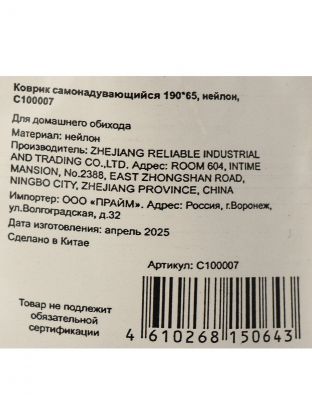 Коврик самонадувающийся 190*65, нейлон,
С100007
Для домашнего обихода
Материал: нейлон
Производитель: ZHEJIANG RELIABLE INDUSTRIAL
AND TRADING CO.,LTD. Адрес: ROOM 604, INTIME
MANSION, No.2388, EAST ZHONGSHAN ROAD,
NINGBO CITY, ZHEJIANG PROVINCE, CHINA
Импортер: ООО «ПРАЙМ». Адрес: Россия, г.Воронеж,
ул.Волгоградская, д.32
Дата изготовления: апрель 2025
Сделано в Китае
Артикул: С100007
Товар не подлежит
обязательной
сертификации
4 610268 150643